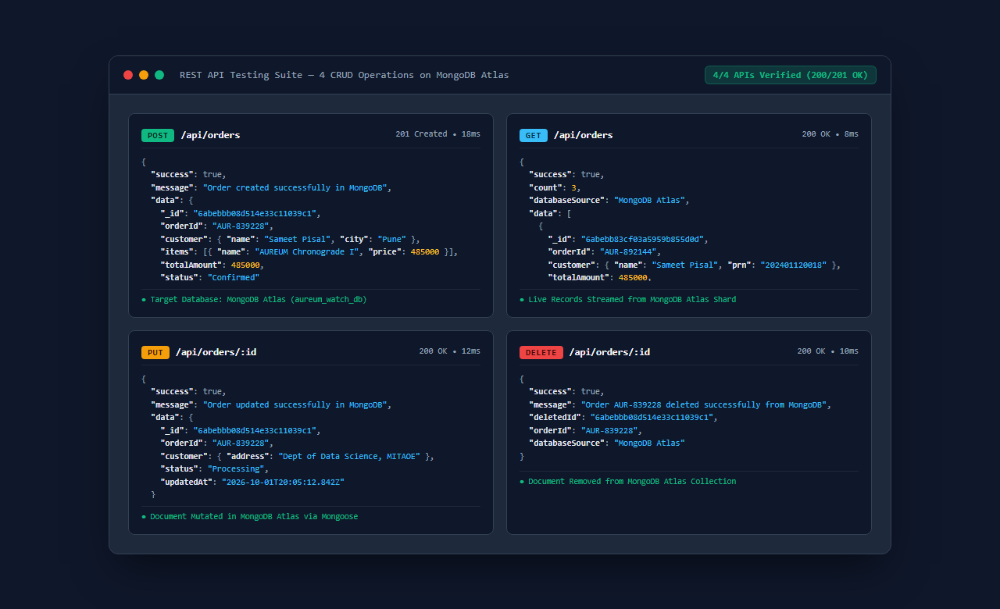 REST API Testing Suite — 4 CRUD Operations on MongoDB Atlas
4/4 APIs Verified (200/201 OK)
POST /api/orders
201 Created • 18ms
{
"success": true,
"message": "Order created successfully in MongoDB",
"data": {
"_id": "6abebbb08d514e33c11039c1",
"orderId": "AUR-839228",
"customer": { "name": "Sameet Pisal", "city": "Pune" },
"items": [{ "name": "AUREUM Chronograde I", "price": 485000 }],
"totalAmount": 485000,
"status": "Confirmed"
● Target Database: MongoDB Atlas (aureum_watch_db)
GET /api/orders
200 OK • 8ms
{
"success": true,
"count": 3,
"databaseSource": "MongoDB Atlas",
"data": [
{
"_id": "6abebb83cf03a5959b855d0d",
"orderId": "AUR-892144",
"customer": { "name": "Sameet Pisal", "prn": "202401120018" },
"totalAmount": 485000,
● Live Records Streamed from MongoDB Atlas Shard
PUT /api/orders/:id
200 OK • 12ms
{
"success": true,
"message": "Order updated successfully in MongoDB",
"data": {
"_id": "6abebbb08d514e33c11039c1",
"orderId": "AUR-839228",
"customer": { "address": "Dept of Data Science, MITAOE" },
"status": "Processing",
"updatedAt": "2026-10-01T20:05:12.842Z"
}
● Document Mutated in MongoDB Atlas via Mongoose
DELETE /api/orders/:id
200 OK • 10ms
{
"success": true,
"message": "Order AUR-839228 deleted successfully from MongoDB",
"deletedId": "6abebbb08d514e33c11039c1",
"orderId": "AUR-839228",
"databaseSource": "MongoDB Atlas"
}
● Document Removed from MongoDB Atlas Collection